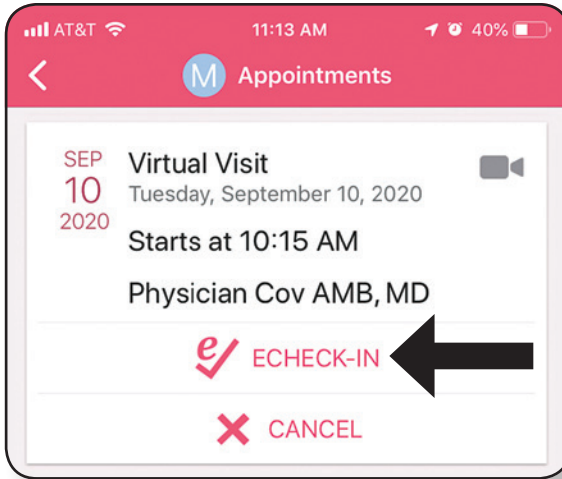 AT&T 11:13 AM 40%
M Appointments
SEP
10
2020
Virtual Visit
Tuesday, September 10, 2020
Starts at 10:15 AM
Physician Cov AMB, MD
e ECHECK-IN
CANCEL